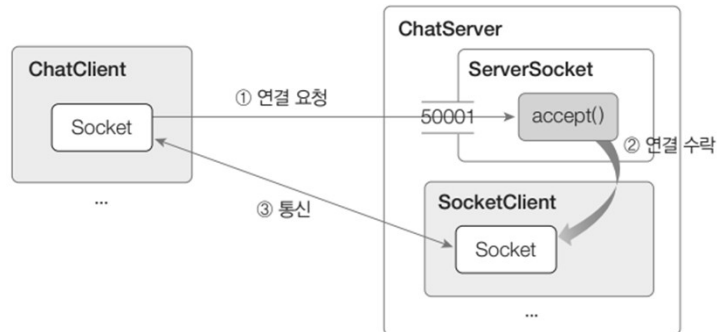 ChatServer
ChatClient
ServerSocket
① 연결 요청
50001
accept()
Socket
② 연결 수락
...
SocketClient
③ 통신
Socket
...